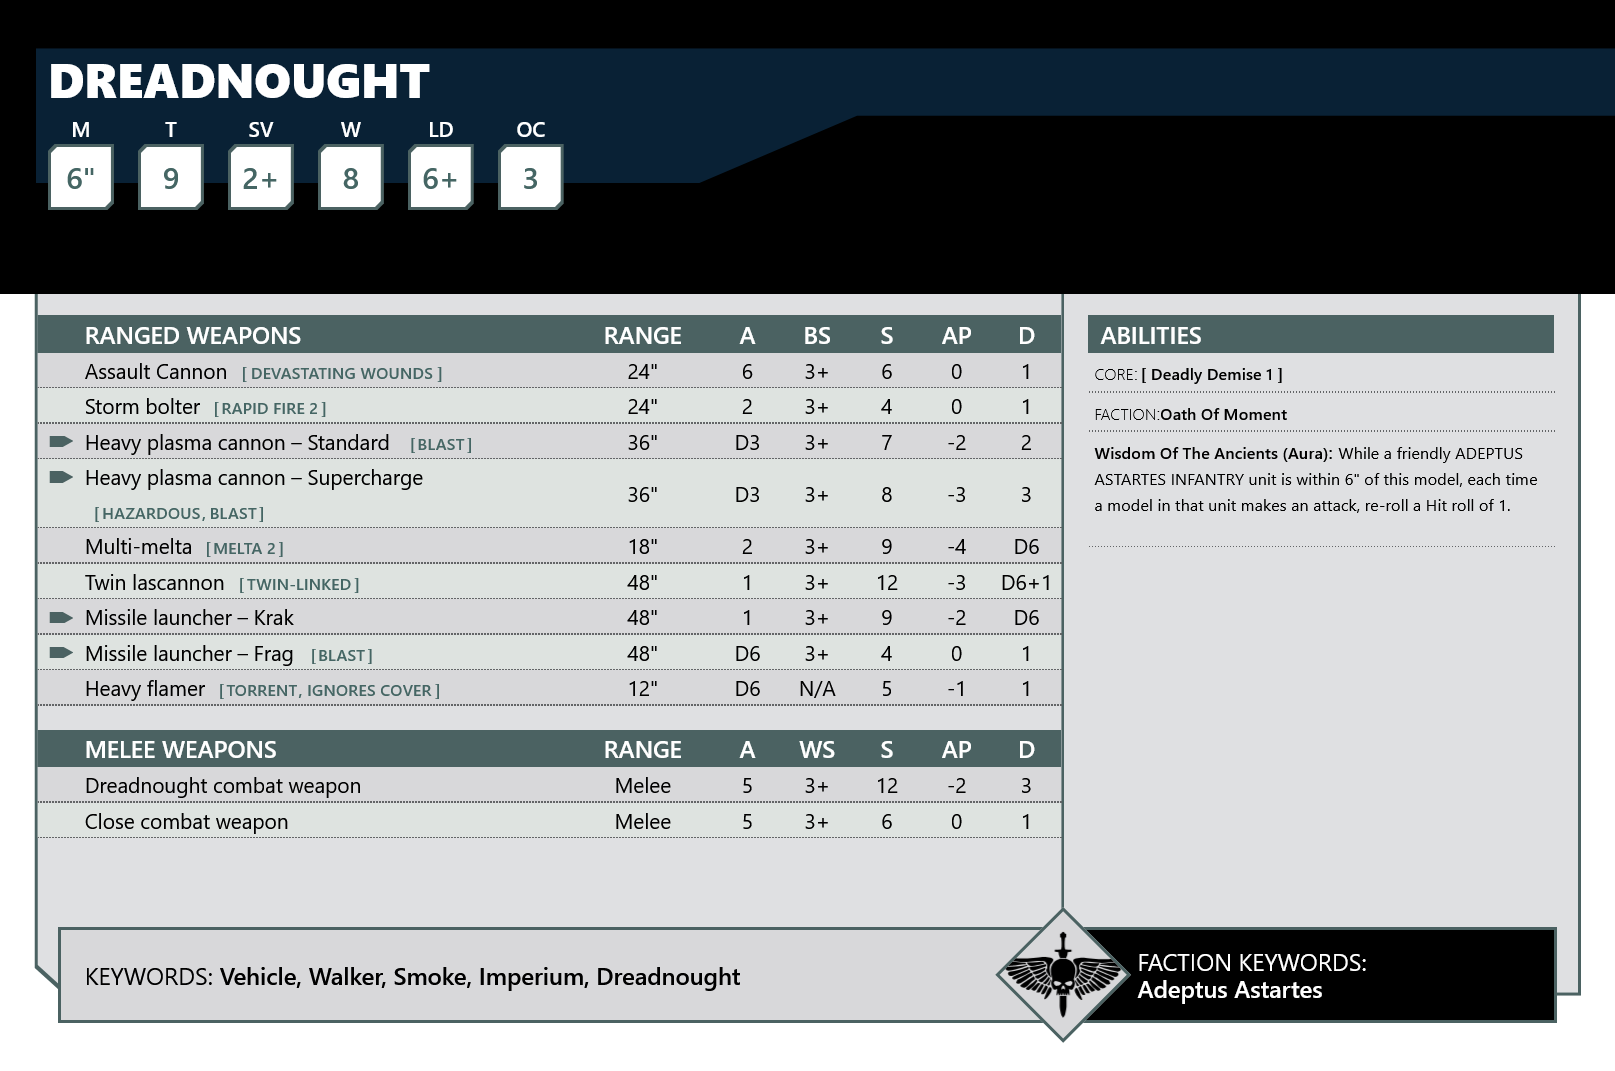 DREADNOUGHT
M T SV W LD OC
6" 9 2+ 8 6+ 3
RANGED WEAPONS RANGE A BS S AP D
Assault Cannon [ DEVASTATING WOUNDS ] 24" 6 3+ 6 0 1
Storm bolter [ RAPID FIRE 2 ] 24" 2 3+ 4 0 1
Heavy plasma cannon – Standard [ BLAST ] 36" D3 3+ 7 -2 2
Heavy plasma cannon – Supercharge
36" D3 3+ 8 -3 3
[ HAZARDOUS, BLAST ]
Multi-melta [ MELTA 2 ] 18" 2 3+ 9 -4 D6
Twin lascannon [ TWIN-LINKED ] 48" 1 3+ 12 -3 D6+1
Missile launcher – Krak 48" 1 3+ 9 -2 D6
Missile launcher – Frag [ BLAST ] 48" D6 3+ 4 0 1
Heavy flamer [ TORRENT, IGNORES COVER ] 12" D6 N/A 5 -1 1
MELEE WEAPONS RANGE A WS S AP D
Dreadnought combat weapon Melee 5 3+ 12 -2 3
Close combat weapon Melee 5 3+ 6 0 1
ABILITIES
CORE: [ Deadly Demise 1 ]
FACTION:Oath Of Moment
Wisdom Of The Ancients (Aura): While a friendly ADEPTUS
ASTARTES INFANTRY unit is within 6" of this model, each time
a model in that unit makes an attack, re-roll a Hit roll of 1.
KEYWORDS: Vehicle, Walker, Smoke, Imperium, Dreadnought
FACTION KEYWORDS:
Adeptus Astartes